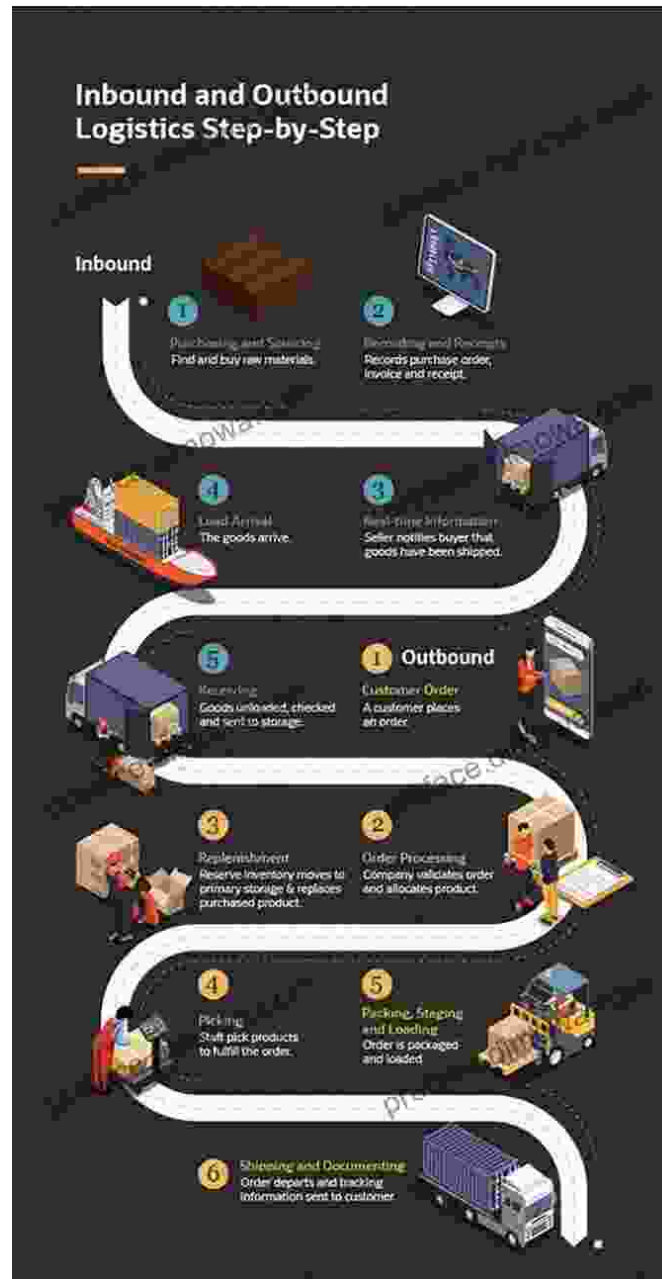 Inbound and Outbound
Logistics Step-by-Step
Inbound
1
Purchasing and Sourcing
Find and buy raw materials.
2
Recording and Receipts
Records purchase order,
invoice and receipt.
3
Real-time Information
Seller notifies buyer that
goods have been shipped.
4
Load Arrival
The goods arrive.
5
Receiving
Goods unloaded, checked
and sent to storage.
1 Outbound
Customer Order
A customer places
an order.
2
Order Processing
Company validates order
and allocates product.
3
Replenishment
Reserve inventory moves to
primary storage & replaces
purchased product.
4
Picking
Staff pick products
to fulfill the order.
5
Packing, Staging
and Loading
Order is packaged
and loaded
6 Shipping and Documenting
Order departs and tracking
information sent to customer.